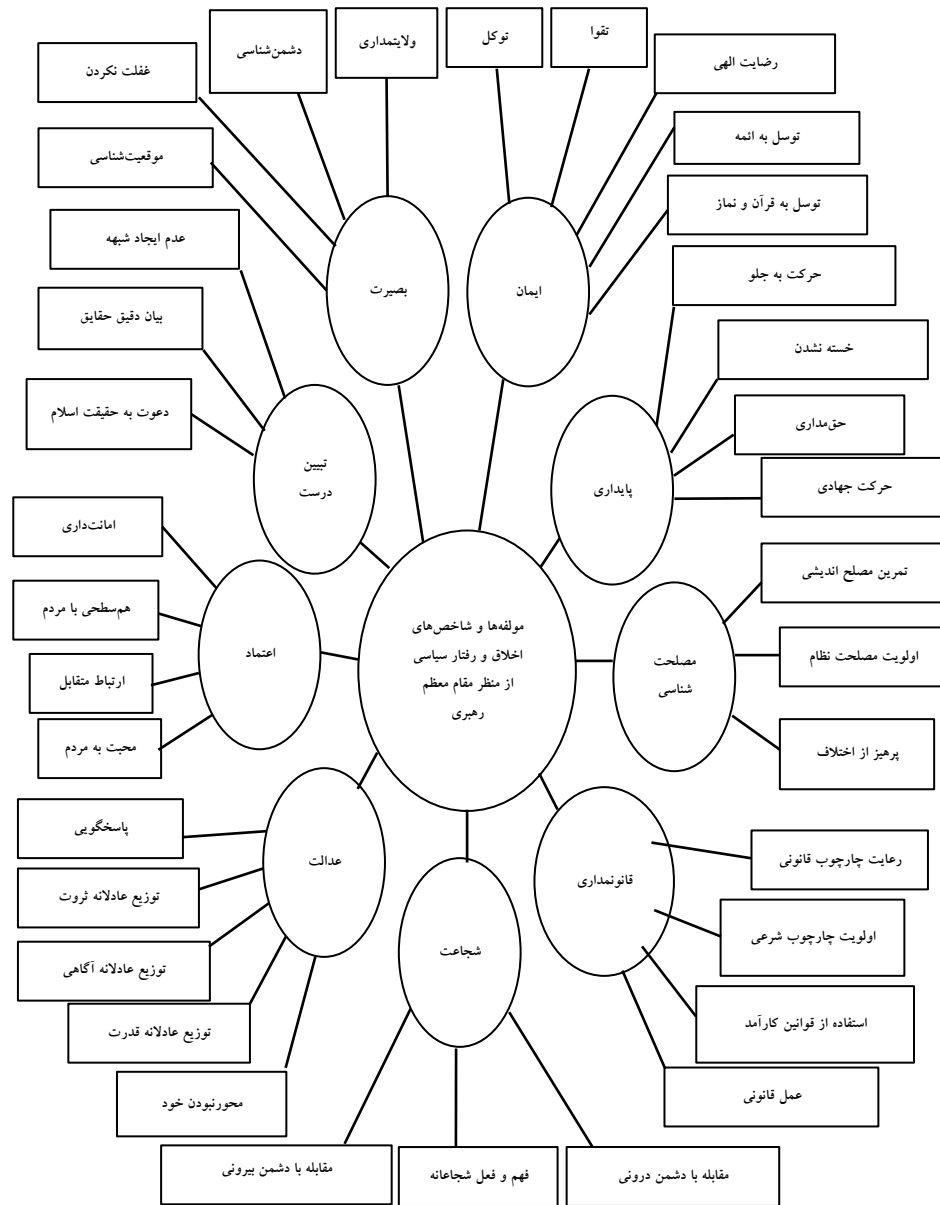 تقوا
توکل
ولایتمداری
دشمن‌شناسی
رضایت الهی
غفلت نکردن
توسل به ائمه
موقعیت‌شناسی
توسل به قرآن و نماز
عدم ایجاد شبهه
حرکت به جلو
ایمان
بصیرت
بیان دقیق حقایق
خسته نشدن
دعوت به حقیقت اسلام
حق‌مداری
تبیین
درست
پایداری
حرکت جهادی
امانت‌داری
تمرین مصلح اندیشی
هم‌سطحی با مردم
اولویت مصلحت نظام
مولفه‌ها و شاخص‌های
اخلاق و رفتار سیاسی
از منظر مقام معظم
رهبری
اعتماد
مصلحت
شناسی
ارتباط متقابل
محبت به مردم
پرهیز از اختلاف
پاسخگویی
عدالت
رعایت چارچوب قانونی
قانونمداری
توزیع عادلانه ثروت
اولویت چارچوب شرعی
شجاعت
توزیع عادلانه آگاهی
استفاده از قوانین کارآمد
توزیع عادلانه قدرت
عمل قانونی
محورنبودن خود
مقابله با دشمن درونی
فهم و فعل شجاعانه
مقابله با دشمن بیرونی